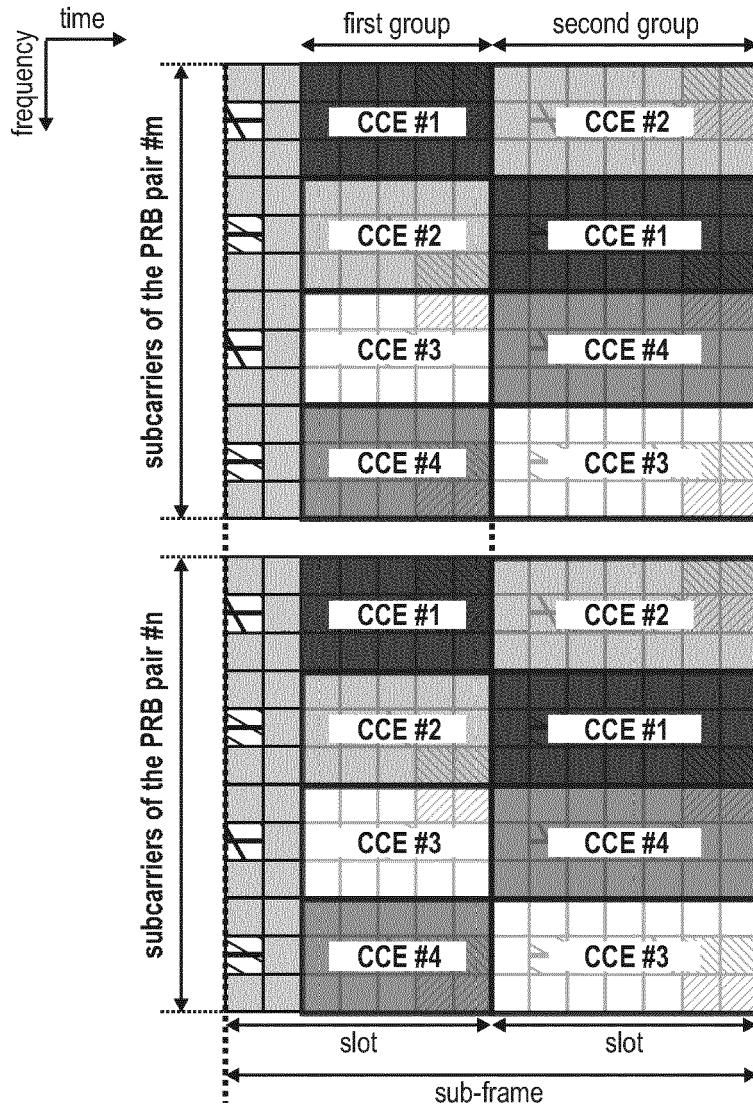 time
frequency
first group
second group
subcarriers of the PRB pair #m
CCE #1
CCE #2
CCE #2
CCE #1
CCE #3
CCE #4
CCE #4
CCE #3
subcarriers of the PRB pair #n
CCE #1
CCE #2
CCE #2
CCE #1
CCE #3
CCE #4
CCE #4
CCE #3
slot
slot
sub-frame